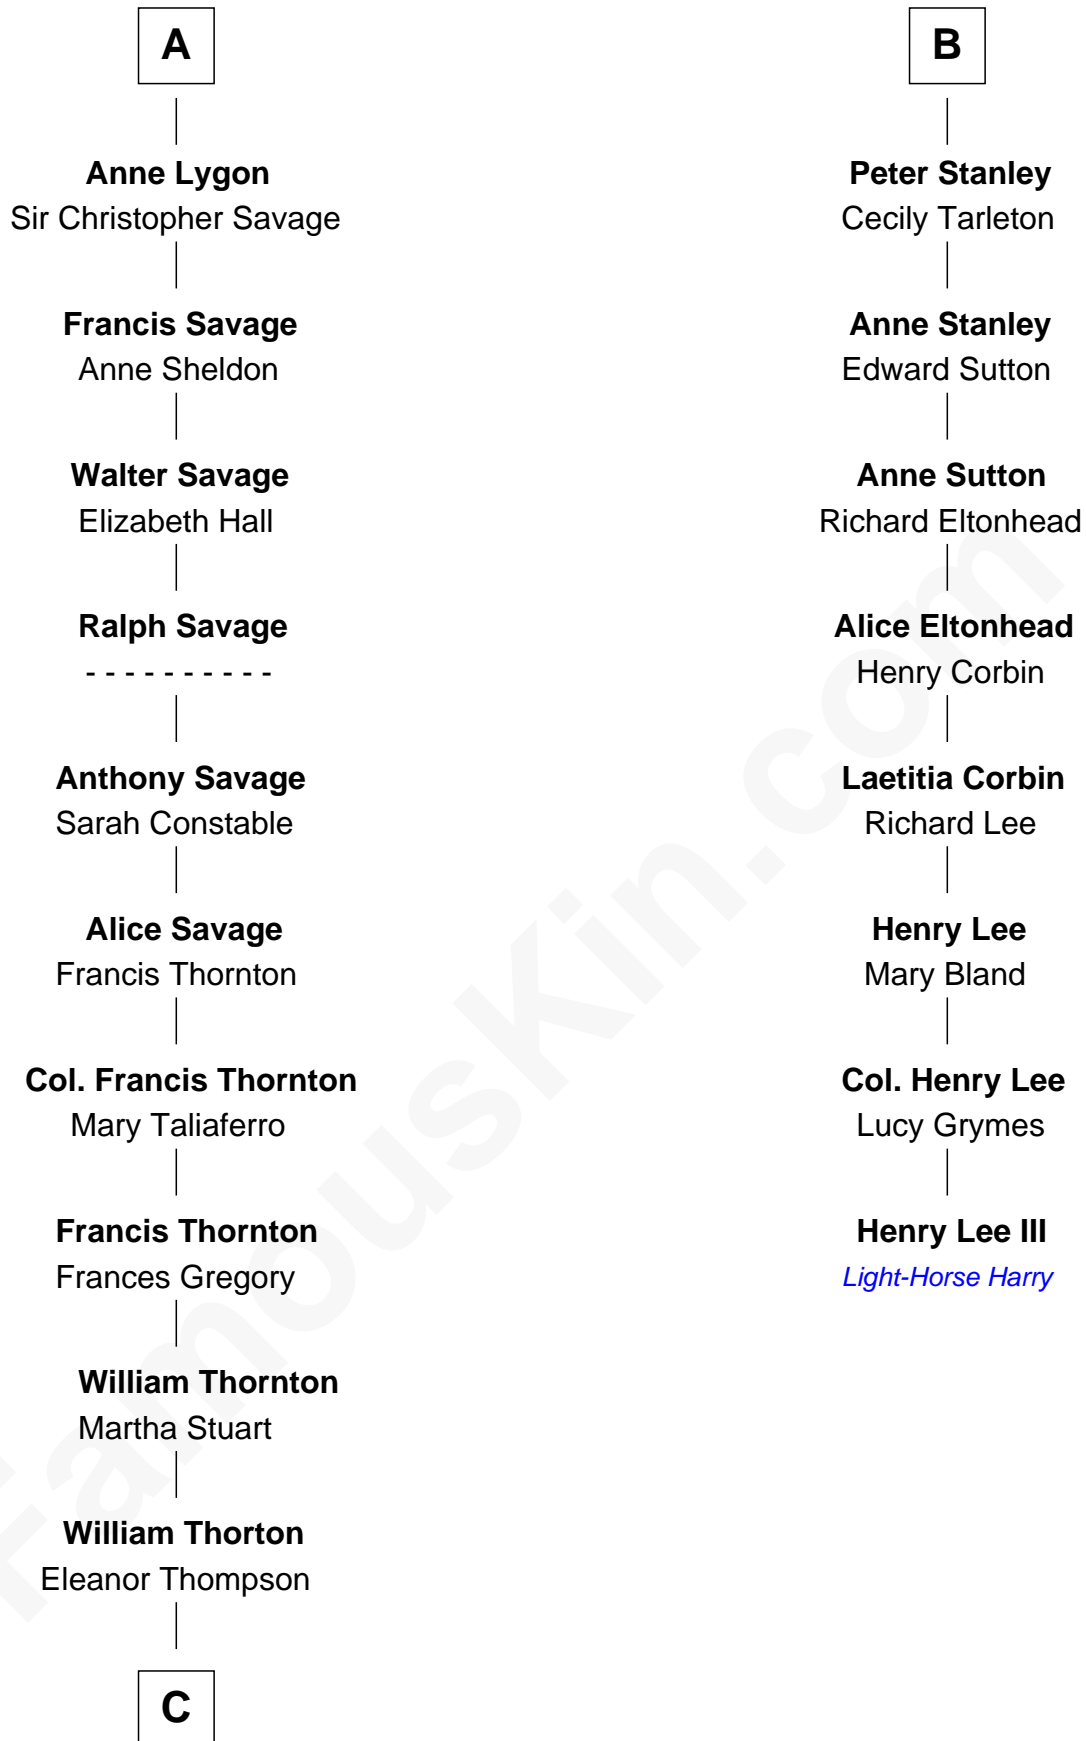 A
Anne Lygon
Sir Christopher Savage
Francis Savage
Anne Sheldon
Walter Savage
Elizabeth Hall
Ralph Savage
- - - - - - - - - -
Anthony Savage
Sarah Constable
Alice Savage
Francis Thornton
Col. Francis Thornton
Mary Taliaferro
Francis Thornton
Frances Gregory
William Thornton
Martha Stuart
William Thorton
Eleanor Thompson
C
B
Peter Stanley
Cecily Tarleton
Anne Stanley
Edward Sutton
Anne Sutton
Richard Eltonhead
Alice Eltonhead
Henry Corbin
Laetitia Corbin
Richard Lee
Henry Lee
Mary Bland
Col. Henry Lee
Lucy Grymes
Henry Lee III
Light-Horse Harry
FamousKin.com